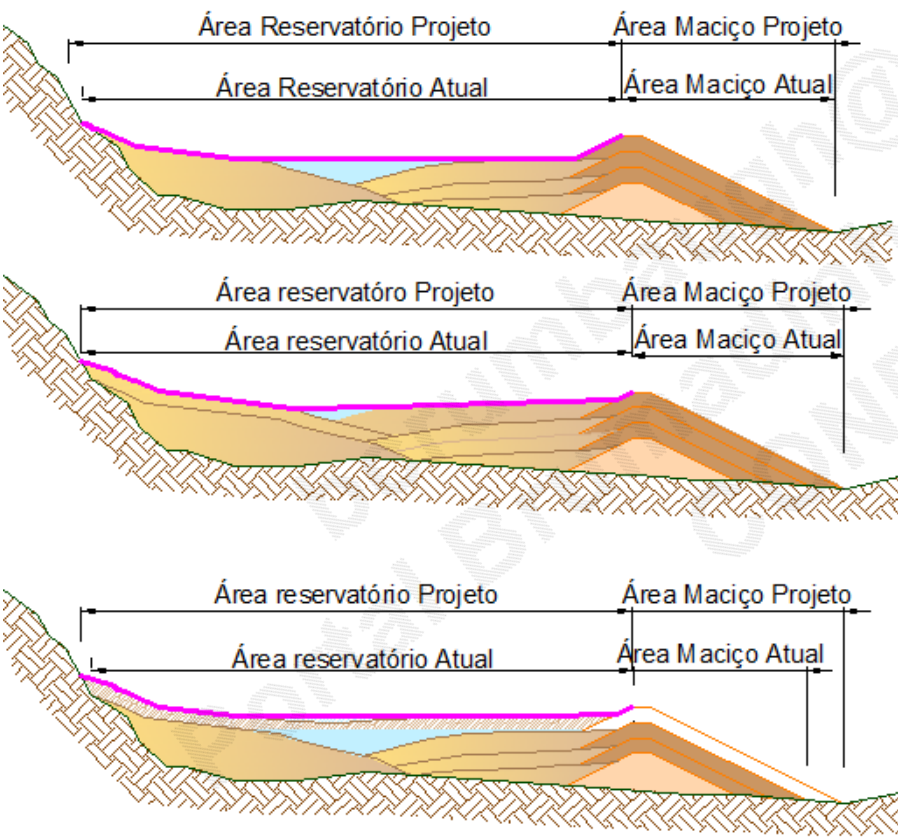 Área Reservatório Projeto
Área Maciço Projeto
Área Reservatório Atual
Área Maciço Atual
Área reservatóro Projeto
Área Maciço Projeto
Área reservatório Atual
Área Maciço Atual
Área reservatório Projeto
Área Maciço Projeto
Área reservatório Atual
Área Maciço Atual